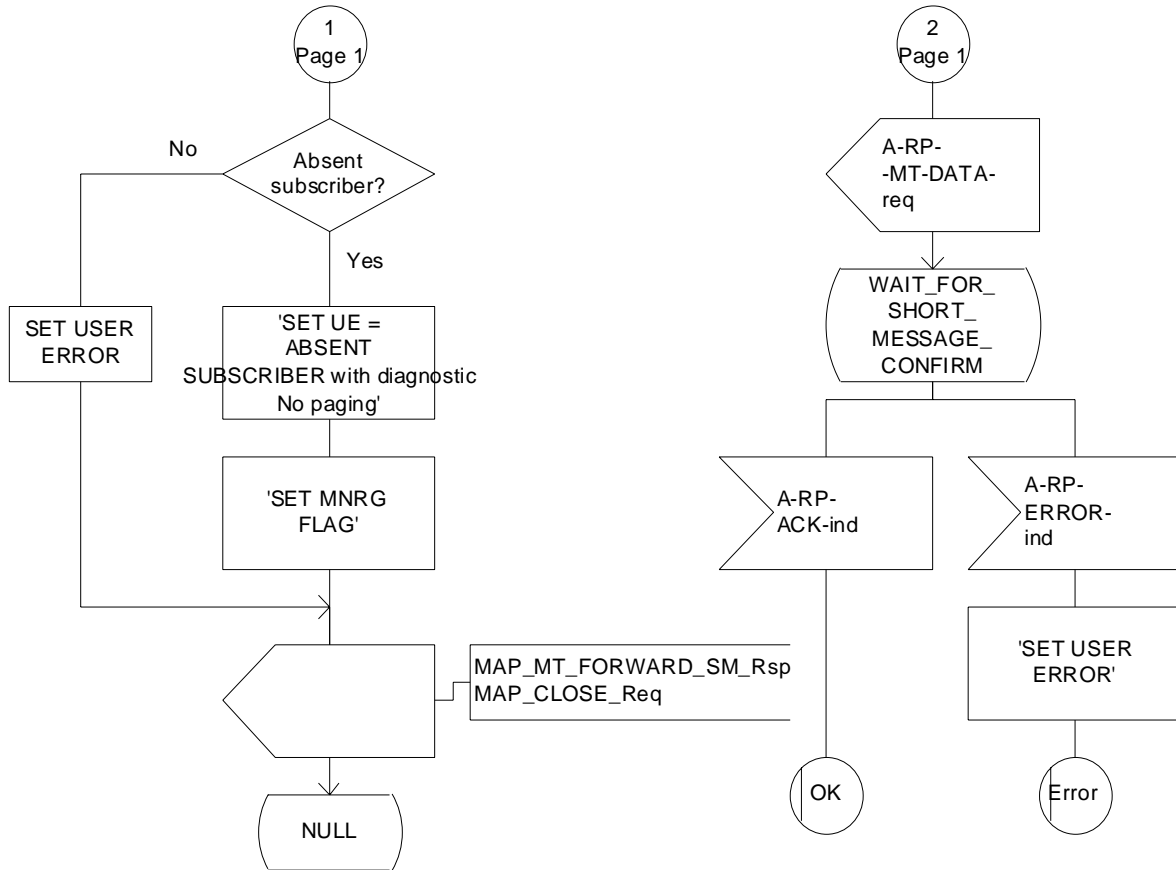 1
Page 1
No
Absent
subscriber?
Yes
SET USER
ERROR
'SET UE =
ABSENT
SUBSCRIBER with diagnostic
No paging'
'SET MNRG
FLAG'
MAP_MT_FORWARD_SM_Rsp
MAP_CLOSE_Req
NULL
2
Page 1
A-RP-
-MT-DATA-
req
WAIT_FOR_
SHORT_
MESSAGE_
CONFIRM
A-RP-
ACK-ind
A-RP-
ERROR-
ind
'SET USER
ERROR'
OK
Error